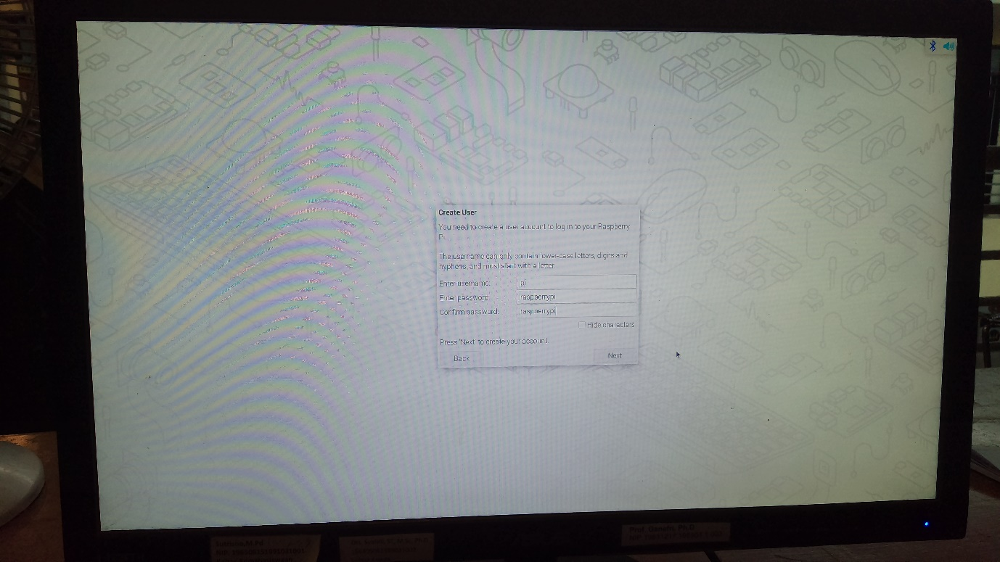 Create User
You need to create a user account to log in to your Raspberry
Pi.
The username can only contain lower-case letters, digits and
hyphens, and must start with a letter.
Enter username:
pi
Enter password:
raspberrypi
Confirm password:
raspberrypi
Hide characters
Press 'Next' to create your account.
Back
Next
Prof. Ph.D